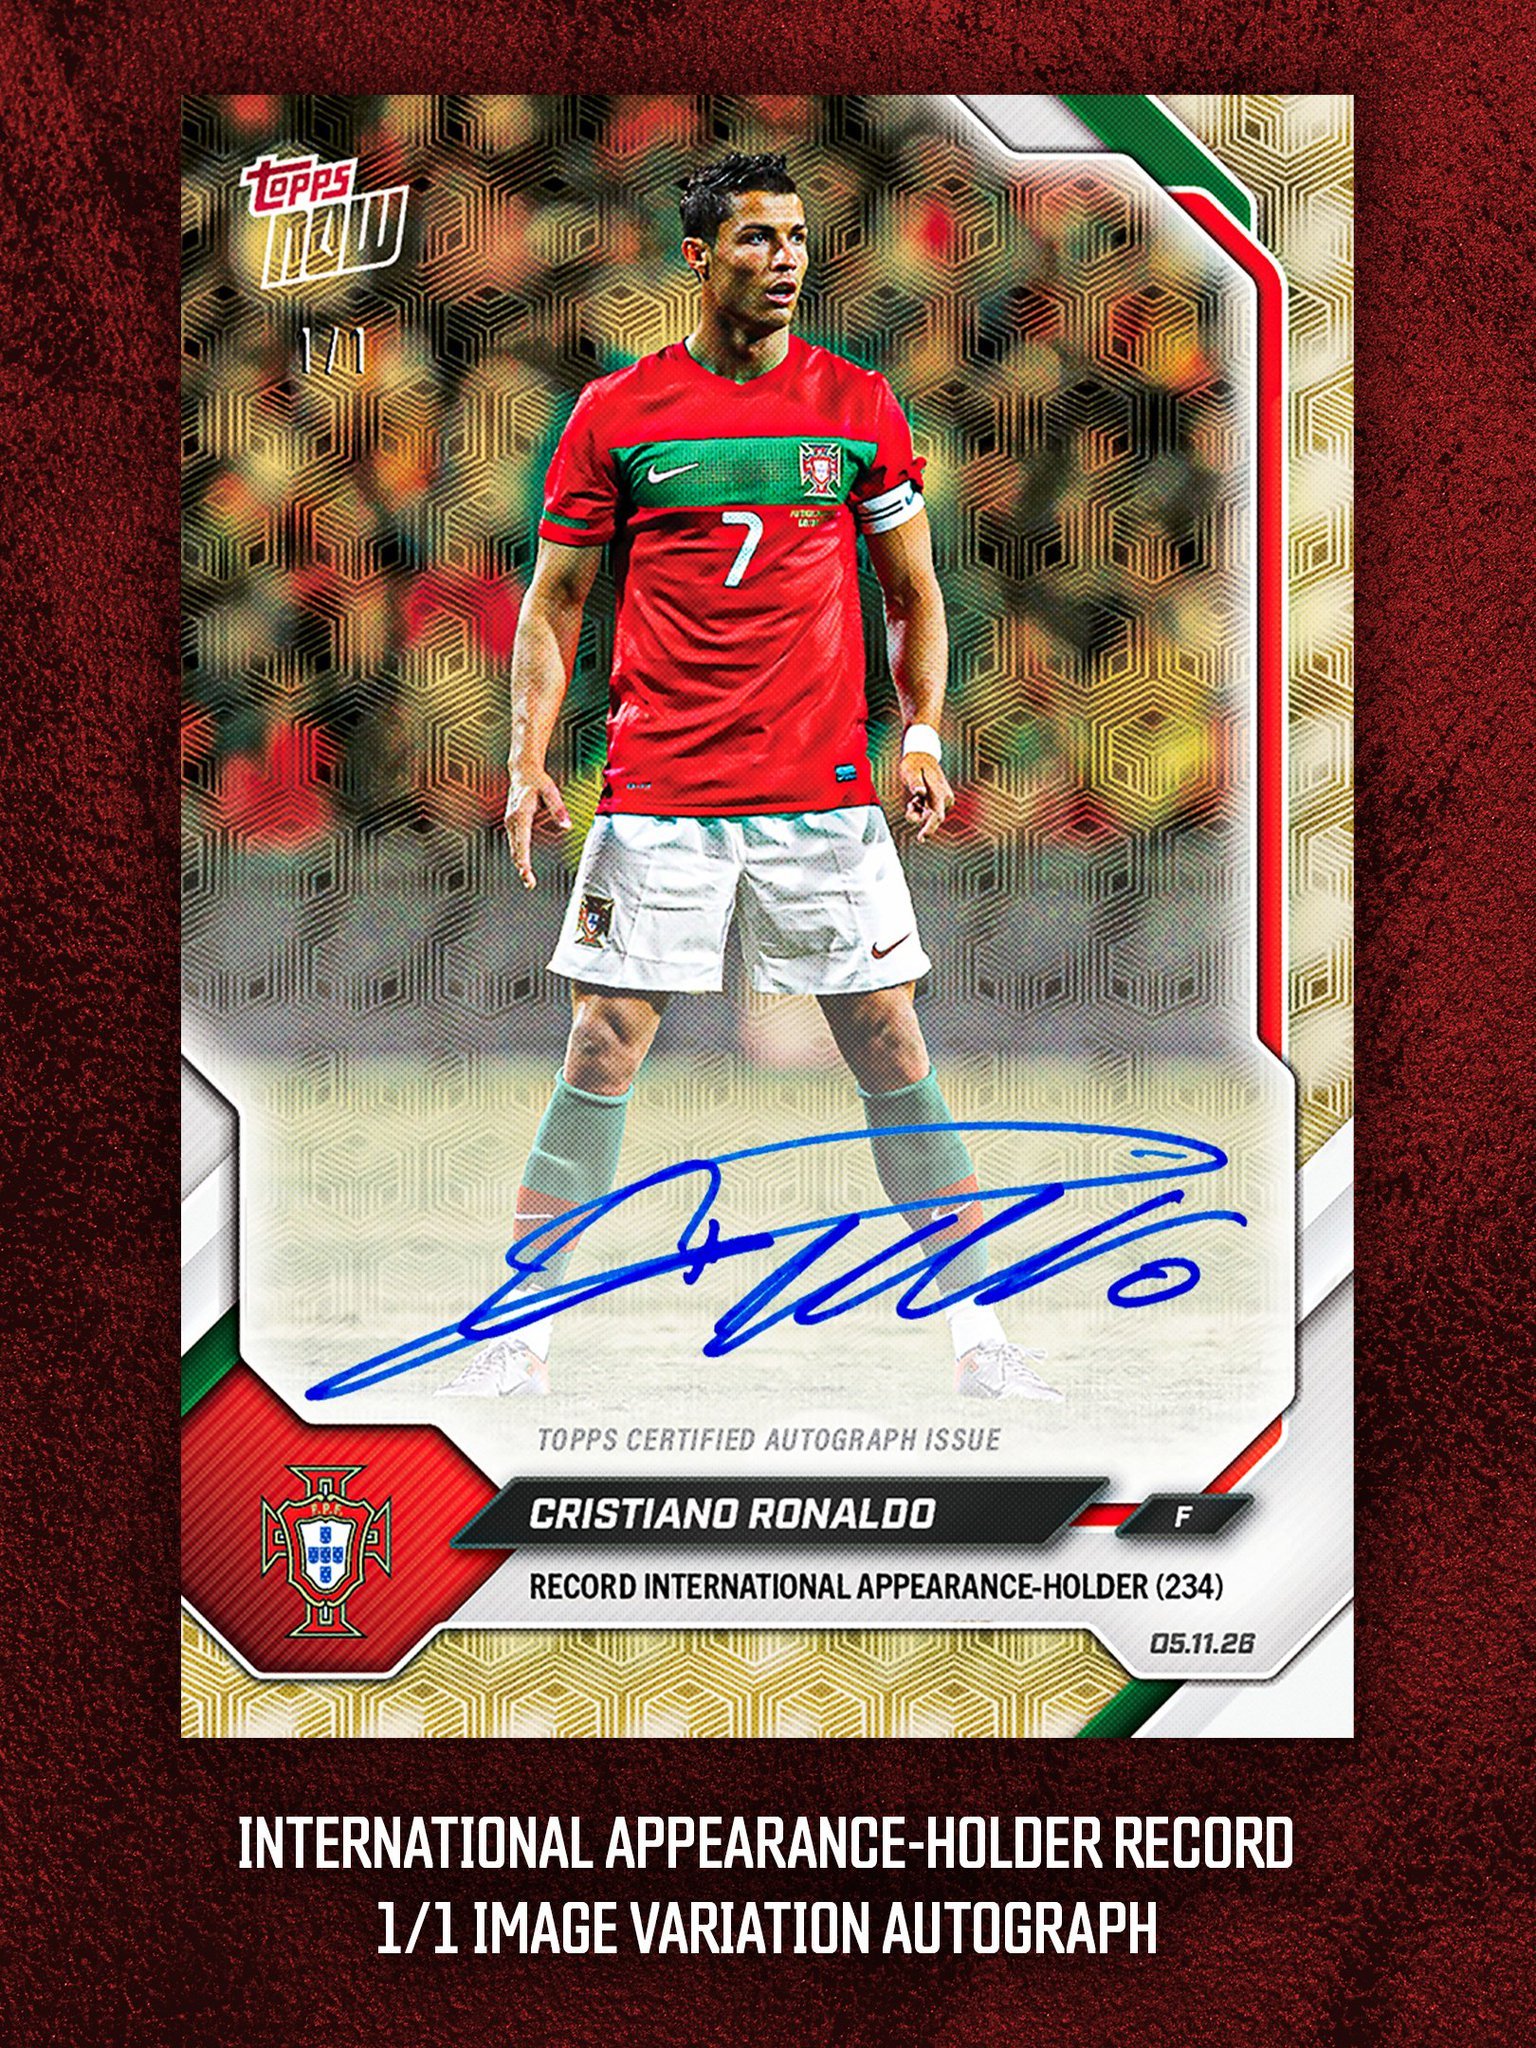 topps
NOW
1/1
7
TOPPS CERTIFIED AUTOGRAPH ISSUE
F.P.F.
CRISTIANO RONALDO
F
RECORD INTERNATIONAL APPEARANCE-HOLDER (234)
05.11.26
INTERNATIONAL APPEARANCE-HOLDER RECORD
1/1 IMAGE VARIATION AUTOGRAPH